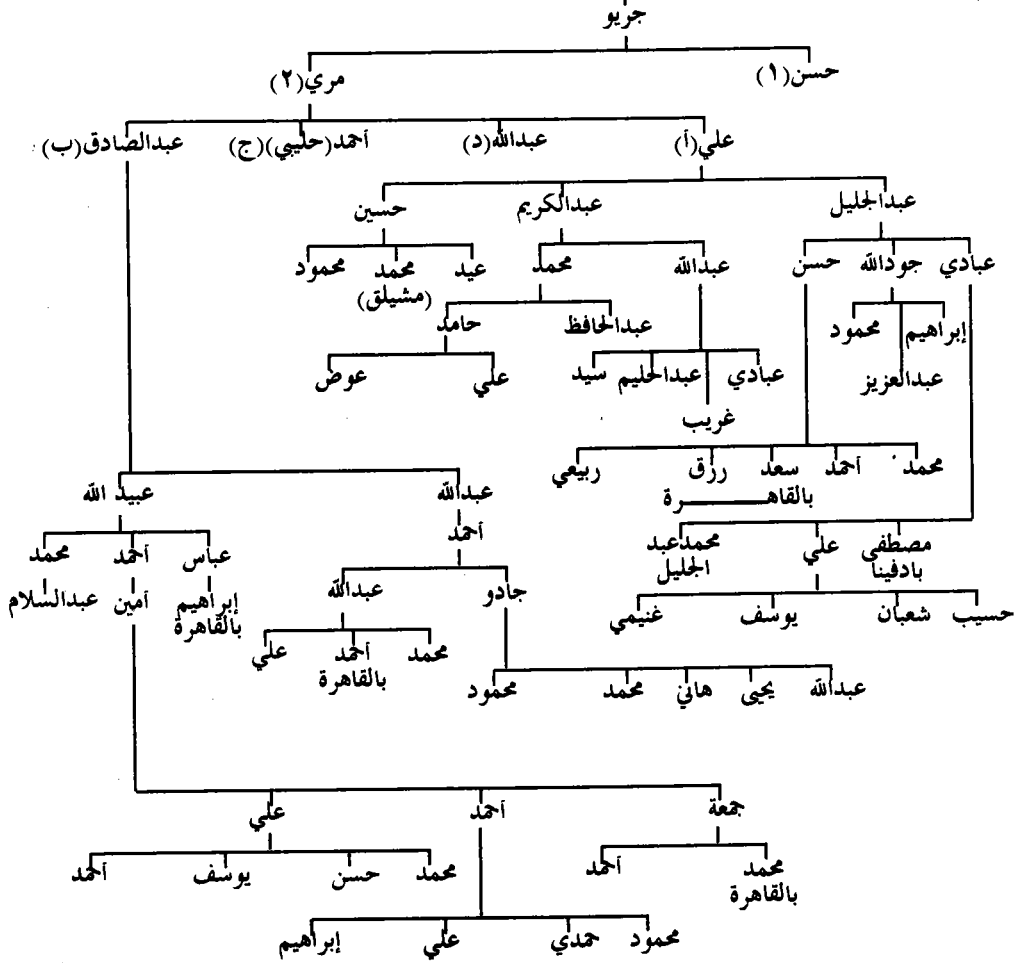 جريو
حسن(١) مري(٢)
علي(أ) عبدالله(د) أحمد(حليبي)(ج) عبدالصادق(ب)
عبدالجليل عبدالكريم حسين
عبادي جودالله حسن عبدالله محمد عيد محمد محمود
(مشيلق)
إبراهيم محمود عبدالحافظ حامد
عبدالعزيز عبادي عبدالحليم سيد علي عوض
غريب
محمد أحمد سعد رزق ربيعي
بالقاهـــــرة
عبدالله عبيد الله
أحمد
مصطفى علي محمدعبد عباس أحمد محمد
بادفينا الجليل
جادو عبدالله
حسيب شعبان يوسف غنيمي إبراهيم أمين عبدالسلام
بالقاهرة
محمد أحمد علي
بالقاهرة
عبدالله يحيى هاني محمد محمود
جمعة أحمد علي
محمد أحمد محمد حسن يوسف أحمد
بالقاهرة
محمود حمدي علي إبراهيم